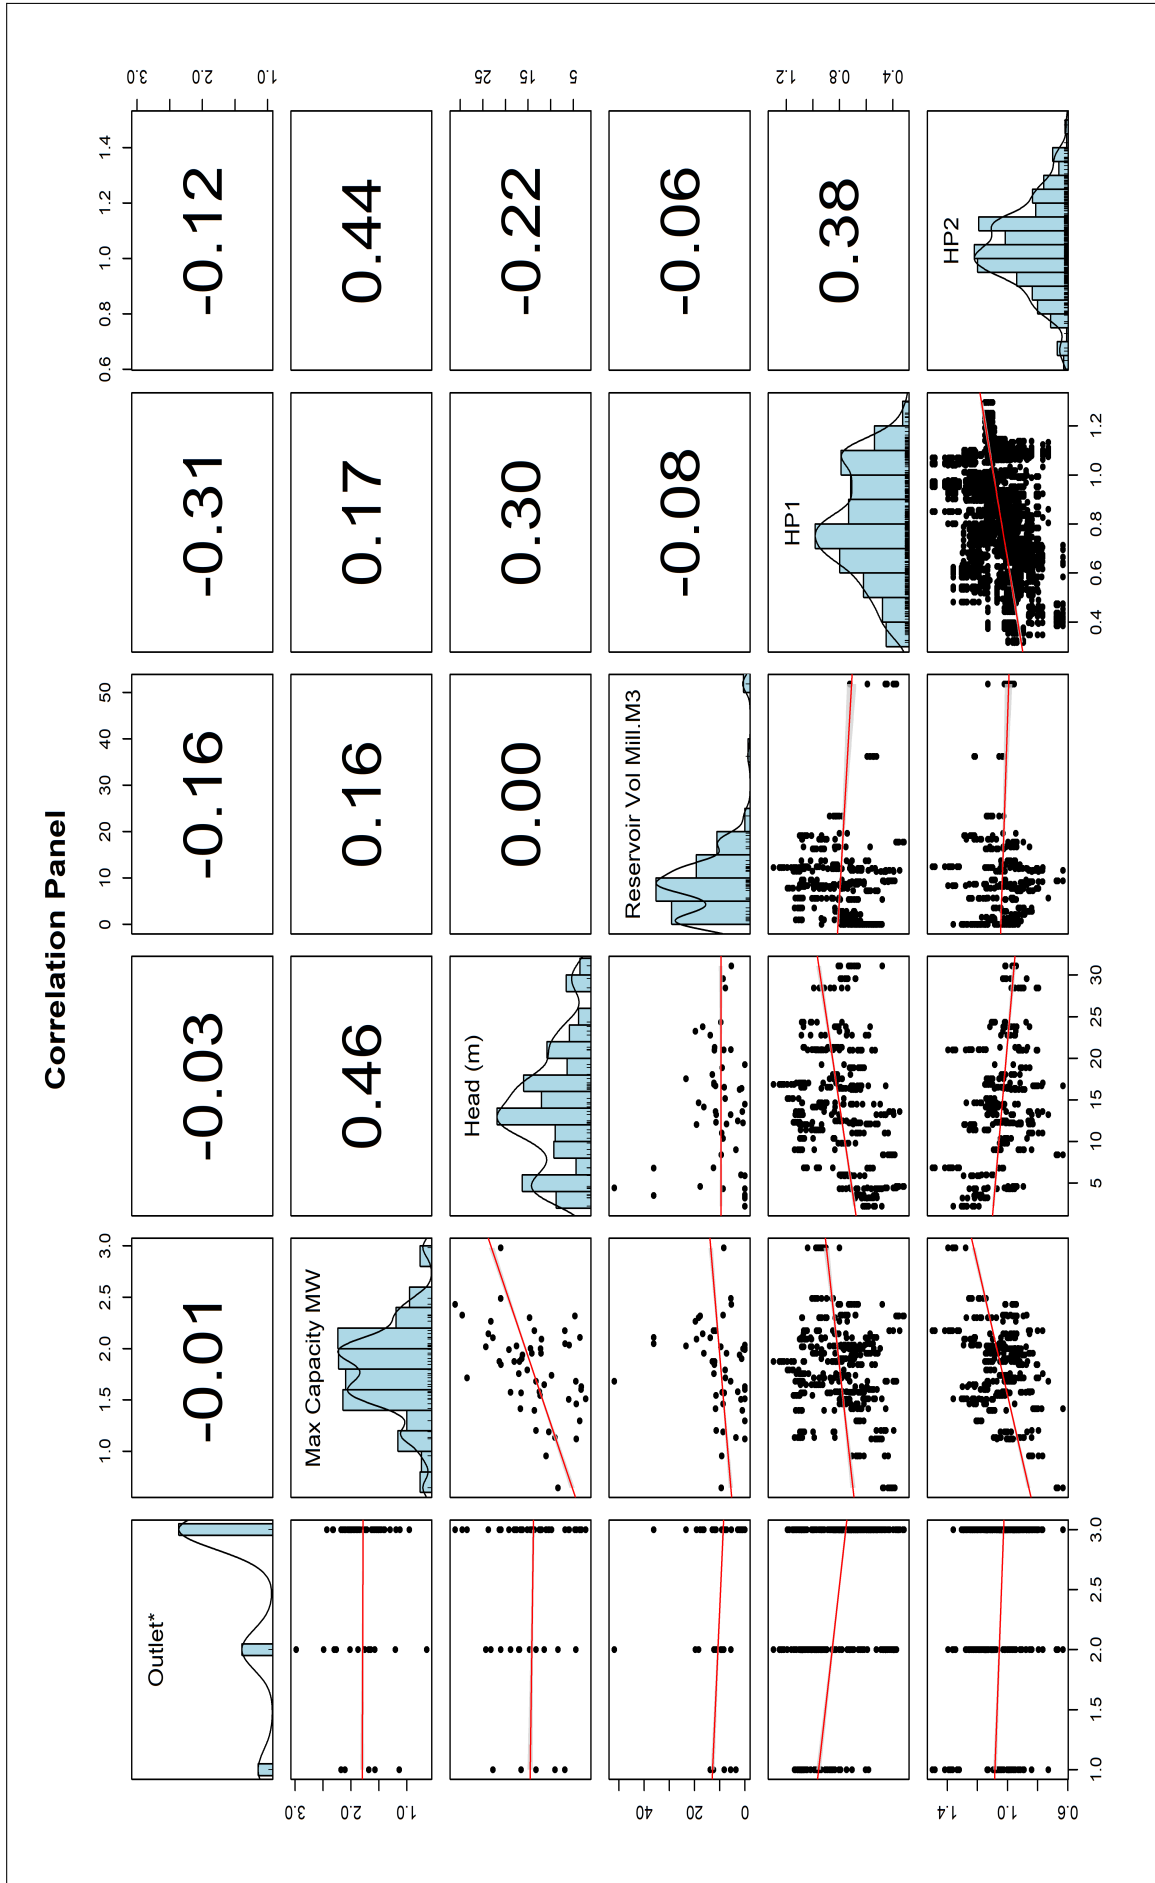 Correlation Panel
3.0 2.0 1.0
25 15 5
1.2 0.8 0.4
0.6 0.8 1.0 1.2 1.4
-0.12
0.44
-0.22
-0.06
0.38
HP2
-0.31
0.17
0.30
-0.08
HP1
0.4 0.6 0.8 1.0 1.2
0 10 20 30 40 50
-0.16
0.16
0.00
Reservoir Vol Mill.M3
-0.03
0.46
Head (m)
5 10 15 20 25 30
1.0 1.5 2.0 2.5 3.0
-0.01
Max Capacity MW
Outlet*
1.0 1.5 2.0 2.5 3.0
3.0 2.0 1.0
40 20 0
1.4 1.0 0.6